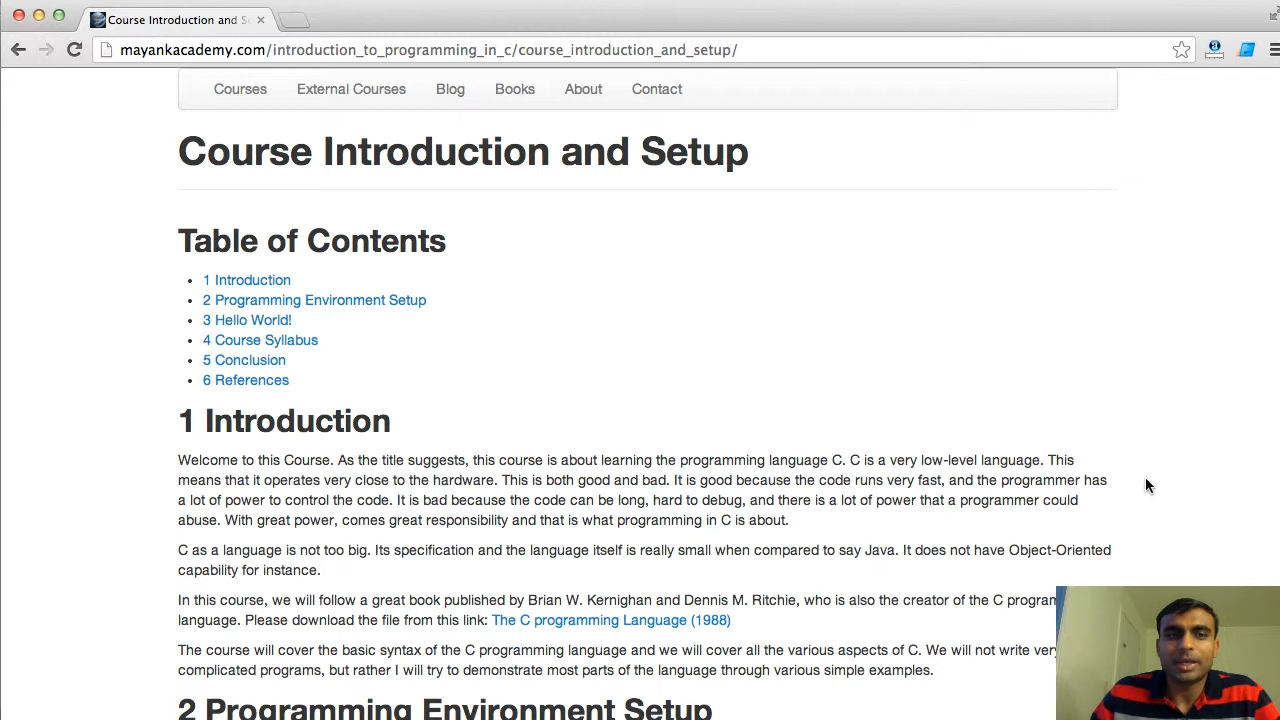 Course Introduction and S
mayankacademy.com/introduction_to_programming_in_c/course_introduction_and_setup/
Courses External Courses Blog Books About Contact
Course Introduction and Setup
Table of Contents
1 Introduction
2 Programming Environment Setup
3 Hello World!
4 Course Syllabus
5 Conclusion
6 References
1 Introduction
Welcome to this Course. As the title suggests, this course is about learning the programming language C. C is a very low-level language. This
means that it operates very close to the hardware. This is both good and bad. It is good because the code runs very fast, and the programmer has
a lot of power to control the code. It is bad because the code can be long, hard to debug, and there is a lot of power that a programmer could
abuse. With great power, comes great responsibility and that is what programming in C is about.
C as a language is not too big. Its specification and the language itself is really small when compared to say Java. It does not have Object-Oriented
capability for instance.
In this course, we will follow a great book published by Brian W. Kernighan and Dennis M. Ritchie, who is also the creator of the C program
language. Please download the file from this link: The C programming Language (1988)
The course will cover the basic syntax of the C programming language and we will cover all the various aspects of C. We will not write ver
complicated programs, but rather I will try to demonstrate most parts of the language through various simple examples.
2 Programming Environment Setup